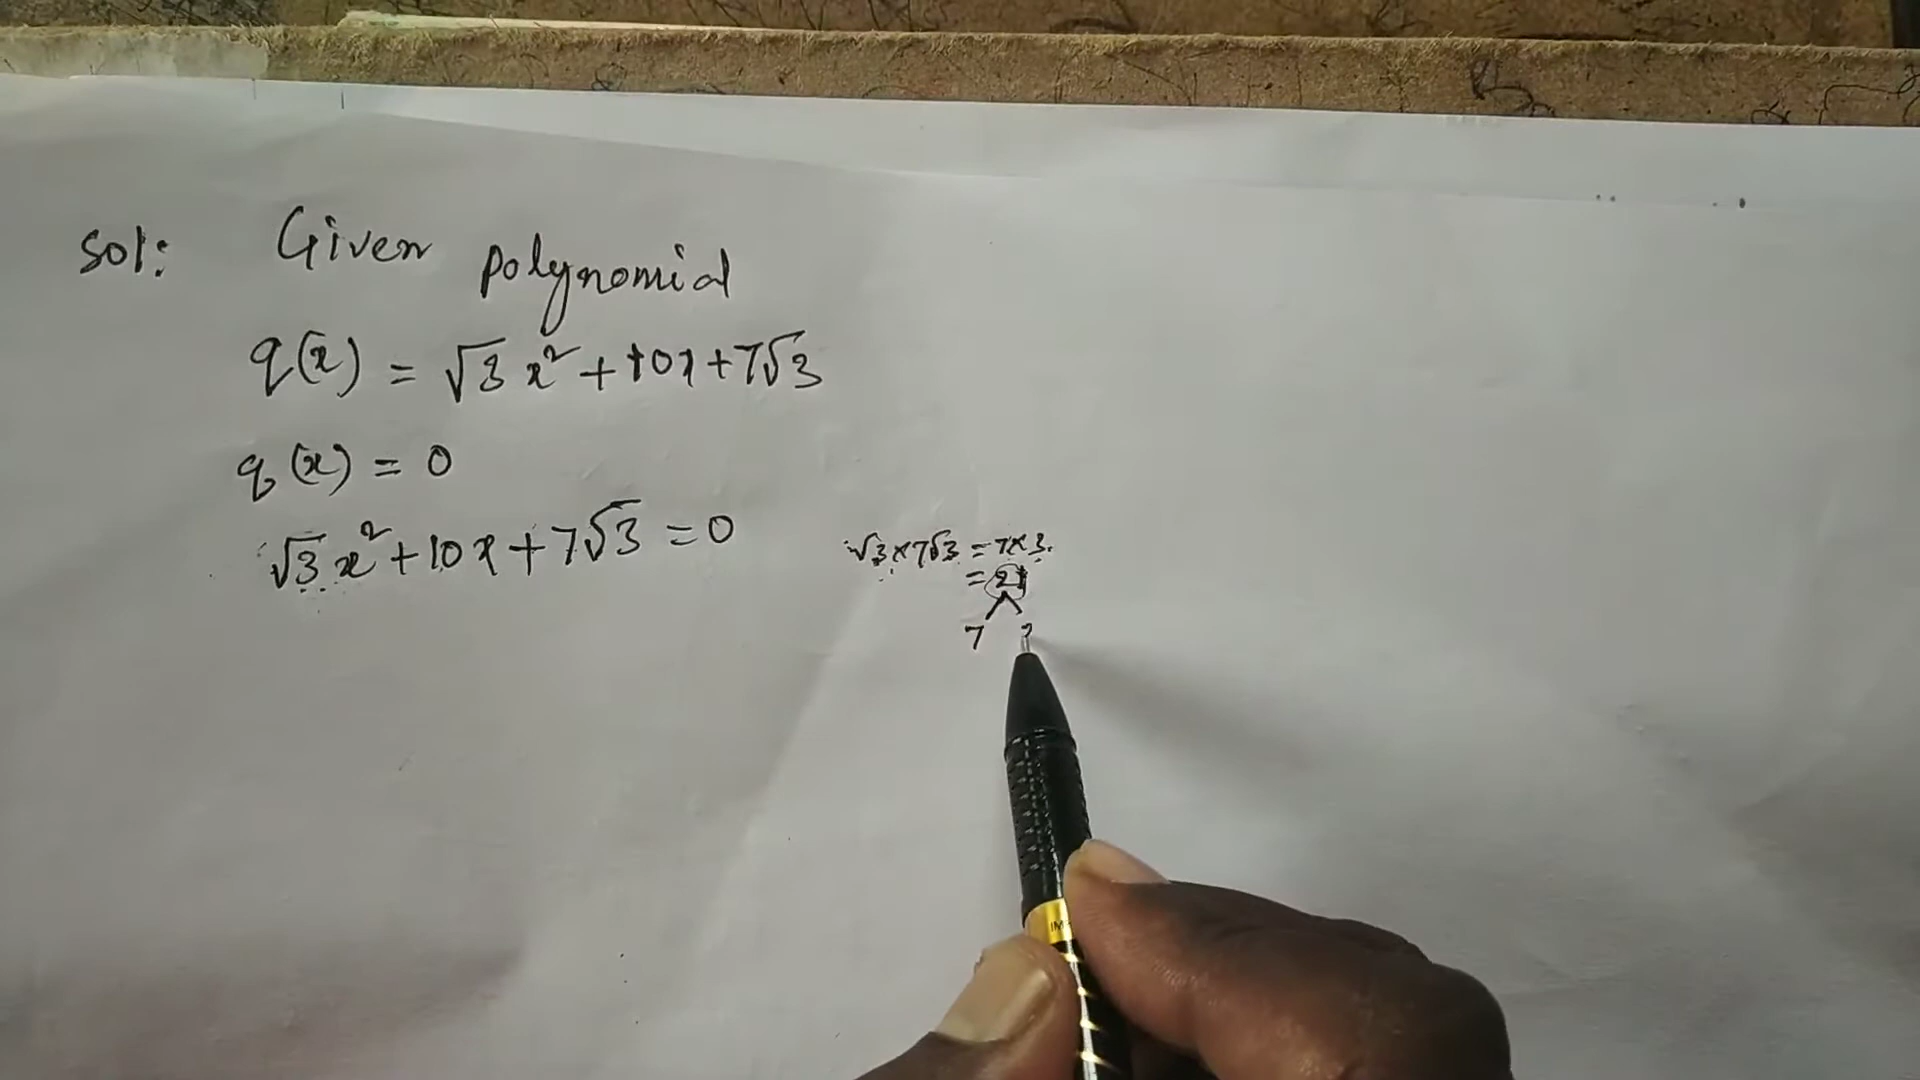 Sol: Given polynomial
q(x) = √3 x² + 10x + 7√3
q(x) = 0
√3 x² + 10x + 7√3 = 0
√3 × 7√3 = 7 × 3
= 21
7
IM